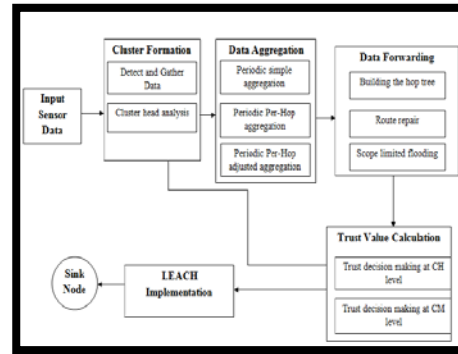 Input
Sensor
Data
Cluster Formation
Detect and Gather
Data
Cluster head analysis
Data Aggregation
Periodic simple
aggregation
Periodic Per-Hop
aggregation
Periodic Per-Hop
adjusted aggregation
Data Forwarding
Building the hop tree
Route repair
Scope limited flooding
Trust Value Calculation
Trust decision making at CH
level
Trust decision making at CM
level
LEACH
Implementation
Sink
Node